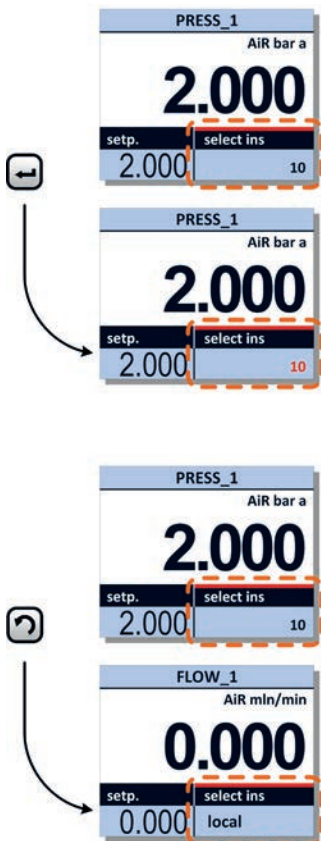 PRESS_1
AiR bar a
2.000
setp. select ins
2.000 10
PRESS_1
AiR bar a
2.000
setp. select ins
2.000 10
PRESS_1
AiR bar a
2.000
setp. select ins
2.000 10
FLOW_1
AiR mln/min
0.000
setp. select ins
0.000 local